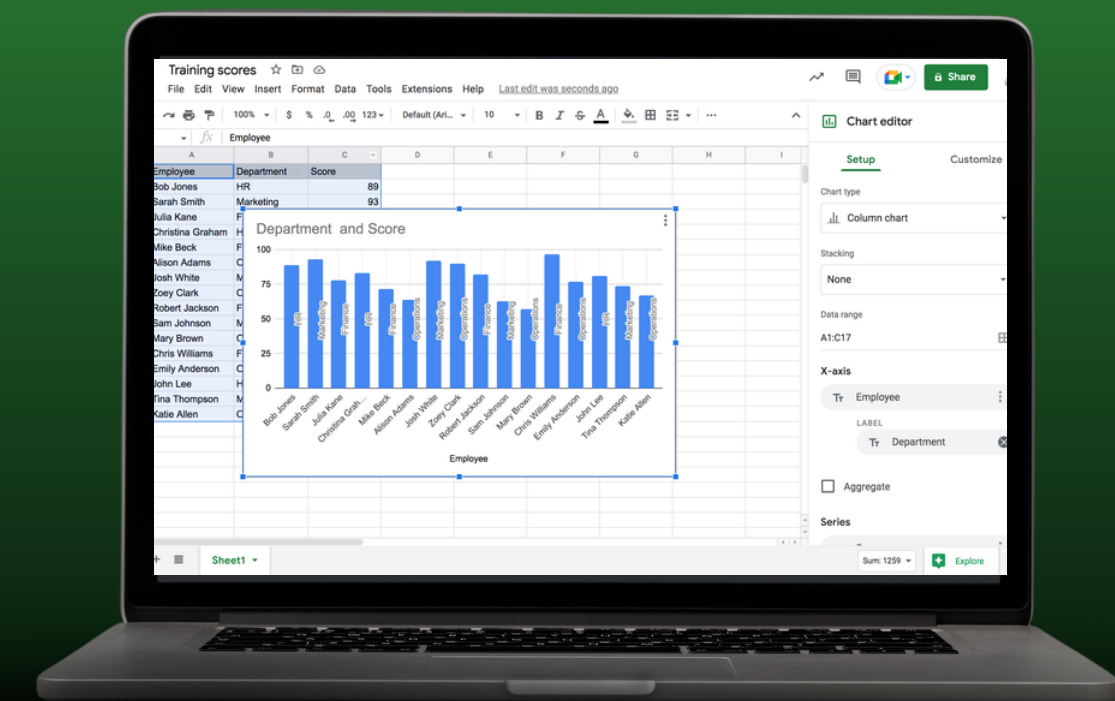 Training scores
File Edit View Insert Format Data Tools Extensions Help Last edit was seconds ago
Share
100% $ % .0 .00 123 Default (Ari... 10 B I S A ...
fx Employee
A B C D E F G H I
Employee Department Score
Bob Jones HR 89
Sarah Smith Marketing 93
Julia Kane F
Christina Graham H
Mike Beck F
Alison Adams O
Josh White M
Zoey Clark O
Robert Jackson F
Sam Johnson M
Mary Brown O
Chris Williams F
Emily Anderson O
John Lee H
Tina Thompson M
Katie Allen O
Department and Score
100
75
50
25
0
HR Marketing Finance HR Finance Operations Marketing Operations Finance Marketing Operations Finance Operations HR Marketing Operations
Bob Jones Sarah Smith Julia Kane Christina Grah... Mike Beck Alison Adams Josh White Zoey Clark Robert Jackson Sam Johnson Mary Brown Chris Williams Emily Anderson John Lee Tina Thompson Katie Allen
Employee
Chart editor
Setup Customize
Chart type
Column chart
Stacking
None
Data range
A1:C17
X-axis
Tт Employee
LABEL
Tт Department
Aggregate
Series
+ Sheet1
Sum: 1259
Explore